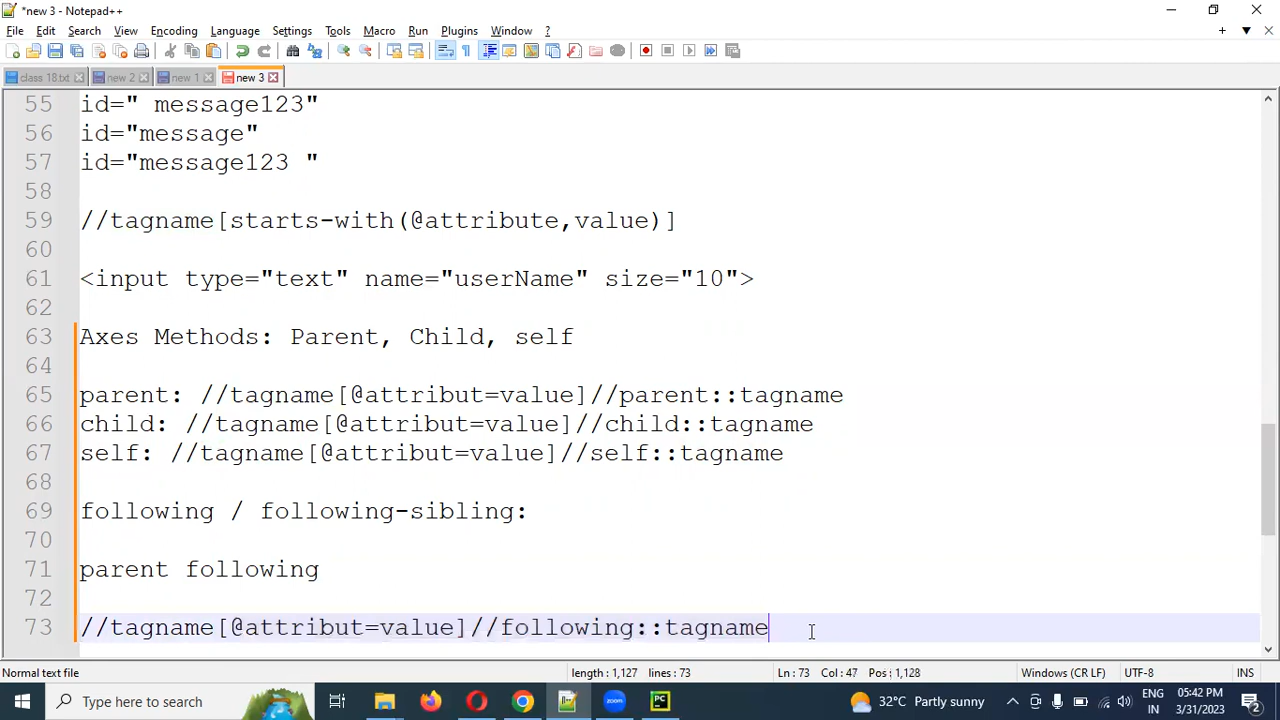 *new 3 - Notepad++
File Edit Search View Encoding Language Settings Tools Macro Run Plugins Window ?
class 18.txt new 2 new 1 new 3
55 id=" message123"
56 id="message"
57 id="message123 "
58
59 //tagname[starts-with(@attribute,value)]
60
61 <input type="text" name="userName" size="10">
62
63 Axes Methods: Parent, Child, self
64
65 parent: //tagname[@attribut=value]//parent::tagname
66 child: //tagname[@attribut=value]//child::tagname
67 self: //tagname[@attribut=value]//self::tagname
68
69 following / following-sibling:
70
71 parent following
72
73 //tagname[@attribut=value]//following::tagname
Normal text file length : 1,127 lines : 73 Ln : 73 Col : 47 Pos : 1,128 Windows (CR LF) UTF-8 INS
Type here to search zoom PC 32°C Partly sunny ENG IN 05:42 PM 3/31/2023 2